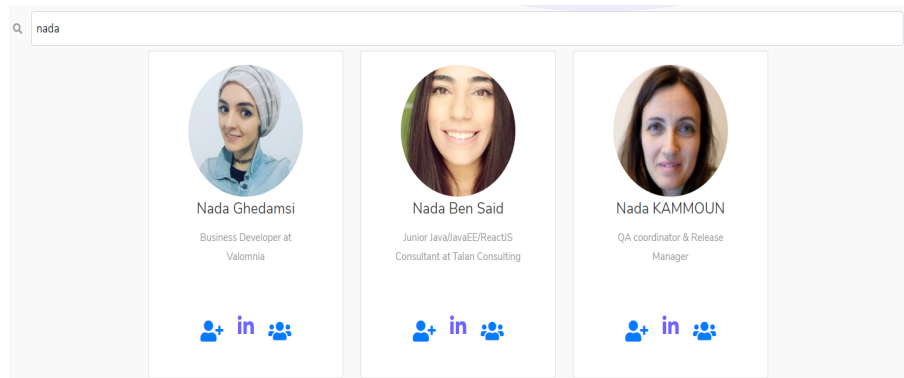 nada
Nada Ghedamsi
Business Developer at
Valomnia
in
Nada Ben Said
Junior Java/JavaEE/ReactJS
Consultant at Talan Consulting
in
Nada KAMMOUN
QA coordinator & Release
Manager
in